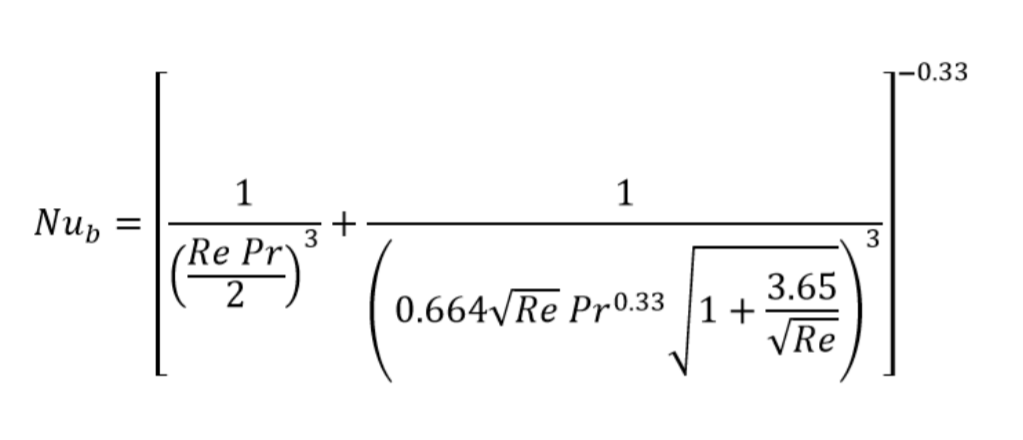 Nu_b = [ 1/(Re Pr/2)^3 + 1/(0.664√Re Pr^0.33 √(1 + 3.65/√Re))^3 ]^−0.33